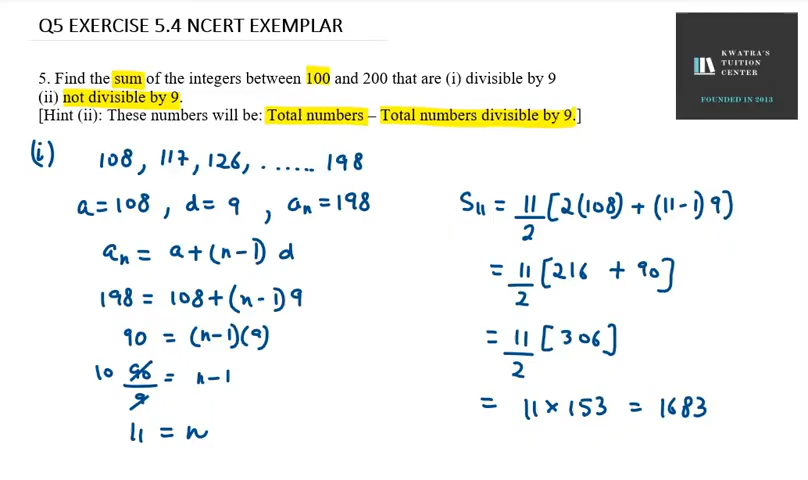 Q5 EXERCISE 5.4 NCERT EXEMPLAR
KWATRA'S
TUITION
CENTER
FOUNDED IN 2013
5. Find the sum of the integers between 100 and 200 that are (i) divisible by 9
(ii) not divisible by 9.
[Hint (ii): These numbers will be: Total numbers – Total numbers divisible by 9.]
(i) 108, 117, 126, ...... 198
a = 108, d = 9, aₙ = 198
aₙ = a + (n-1) d
198 = 108 + (n-1) 9
90 = (n-1)(9)
10 90/9 = n-1
11 = n
S₁₁ = 11/2 [2(108) + (11-1) 9]
= 11/2 [216 + 90]
= 11/2 [306]
= 11 × 153 = 1683